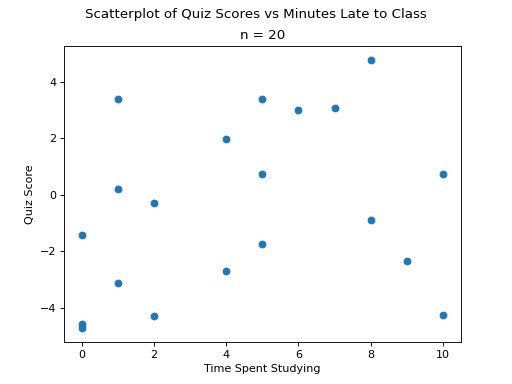 Scatterplot of Quiz Scores vs Minutes Late to Class
n = 20
4
2
0
−2
−4
Quiz Score
0 2 4 6 8 10
Time Spent Studying